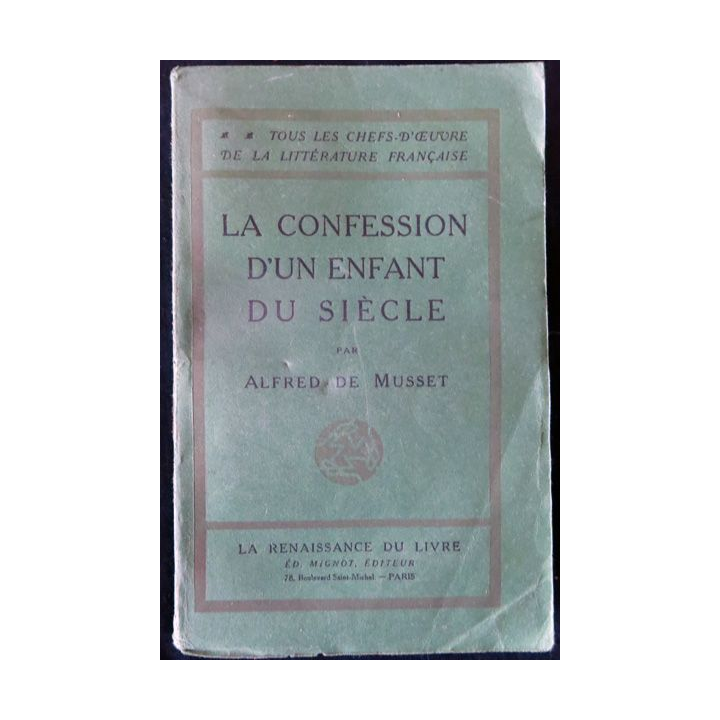 TOUS LES CHEFS-D'ŒUVRE
DE LA LITTÉRATURE FRANÇAISE
LA CONFESSION
D'UN ENFANT
DU SIÈCLE
PAR
ALFRED DE MUSSET
LA RENAISSANCE DU LIVRE
ÉD. MIGNOT, ÉDITEUR
78, Boulevard Saint-Michel — PARIS